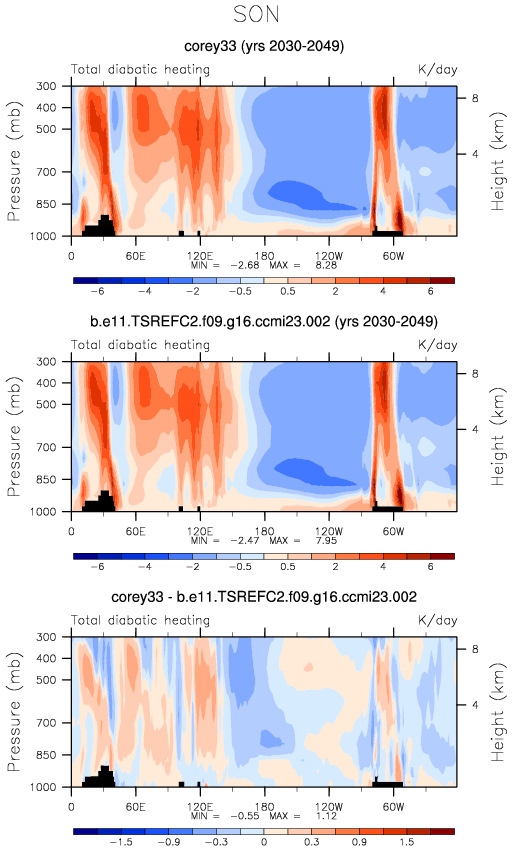 SON
corey33 (yrs 2030-2049)
Total diabatic heating K/day
300
400
500
700
850
1000
Pressure (mb)
8
4
Height (km)
0 60E 120E 180 120W 60W
MIN = -2.68 MAX = 8.28
-6 -4 -2 -1 -0.5 0.5 1 2 4 6
b.e11.TSREFC2.f09.g16.ccmi23.002 (yrs 2030-2049)
Total diabatic heating K/day
300
400
500
700
850
1000
Pressure (mb)
8
4
Height (km)
0 60E 120E 180 120W 60W
MIN = -2.47 MAX = 7.95
-6 -4 -2 -1 -0.5 0.5 1 2 4 6
corey33 - b.e11.TSREFC2.f09.g16.ccmi23.002
Total diabatic heating K/day
300
400
500
700
850
1000
Pressure (mb)
8
4
Height (km)
0 60E 120E 180 120W 60W
MIN = -0.55 MAX = 1.12
-1.5 -0.9 -0.3 0 0.3 0.9 1.5